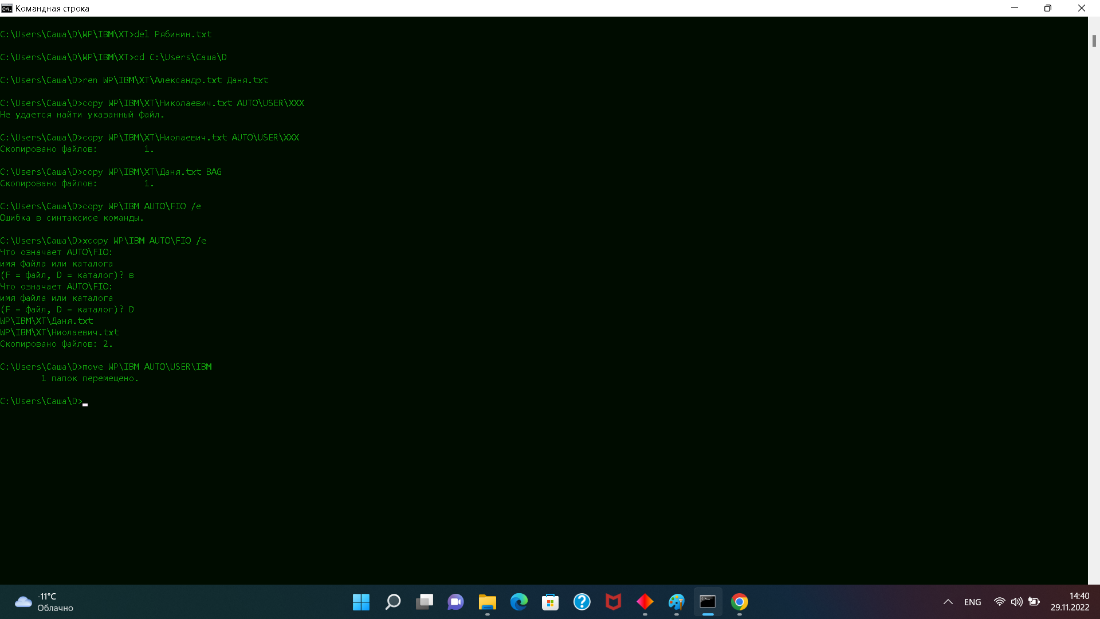 Командная строка
C:\Users\Саша\D\WP\IBM\XT>del Рябинин.txt
C:\Users\Саша\D\WP\IBM\XT>cd C:\Users\Саша\D
C:\Users\Саша\D>ren WP\IBM\XT\Александр.txt Даня.txt
C:\Users\Саша\D>copy WP\IBM\XT\Николаевич.txt AUTO\USER\XXX
Не удается найти указанный файл.
C:\Users\Саша\D>copy WP\IBM\XT\Ниолаевич.txt AUTO\USER\XXX
Скопировано файлов:         1.
C:\Users\Саша\D>copy WP\IBM\XT\Даня.txt BAG
Скопировано файлов:         1.
C:\Users\Саша\D>copy WP\IBM AUTO\FIO /e
Ошибка в синтаксисе команды.
C:\Users\Саша\D>xcopy WP\IBM AUTO\FIO /e
Что означает AUTO\FIO:
имя файла или каталога
(F = файл, D = каталог)? в
Что означает AUTO\FIO:
имя файла или каталога
(F = файл, D = каталог)? D
WP\IBM\XT\Даня.txt
WP\IBM\XT\Ниолаевич.txt
Скопировано файлов: 2.
C:\Users\Саша\D>move WP\IBM AUTO\USER\IBM
        1 папок перемещено.
C:\Users\Саша\D>
-11°C
Облачно
ENG
14:40
29.11.2022